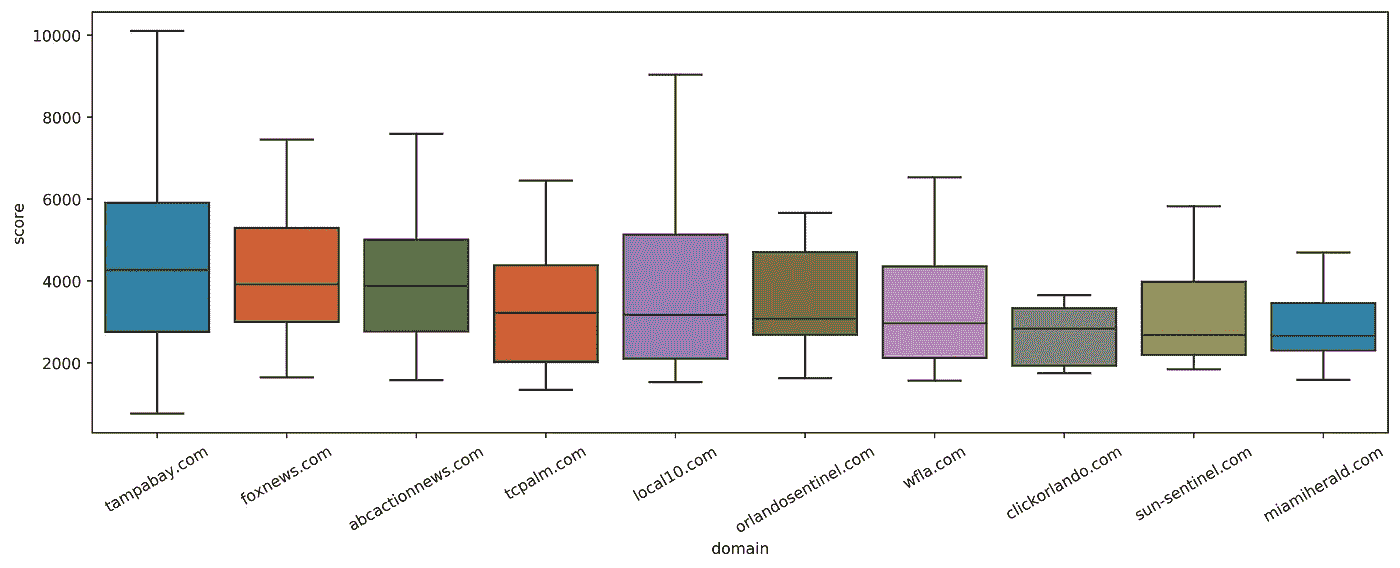 10000
8000
6000
4000
2000
score
tampabay.com
foxnews.com
abcactionnews.com
tcpalm.com
local10.com
orlandosentinel.com
wfla.com
clickorlando.com
sun-sentinel.com
miamiherald.com
domain